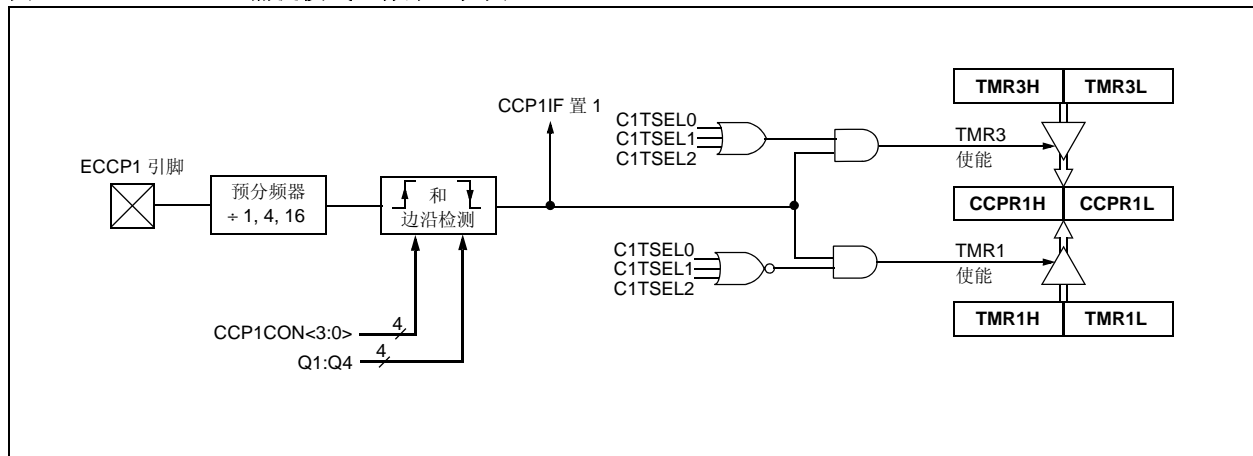 CCP1IF 置 1
TMR3H TMR3L
C1TSEL0
C1TSEL1
C1TSEL2
TMR3
使能
ECCP1 引脚
预分频器
÷ 1, 4, 16
和
边沿检测
CCPR1H CCPR1L
C1TSEL0
C1TSEL1
C1TSEL2
TMR1
使能
TMR1H TMR1L
CCP1CON<3:0>
4
Q1:Q4
4